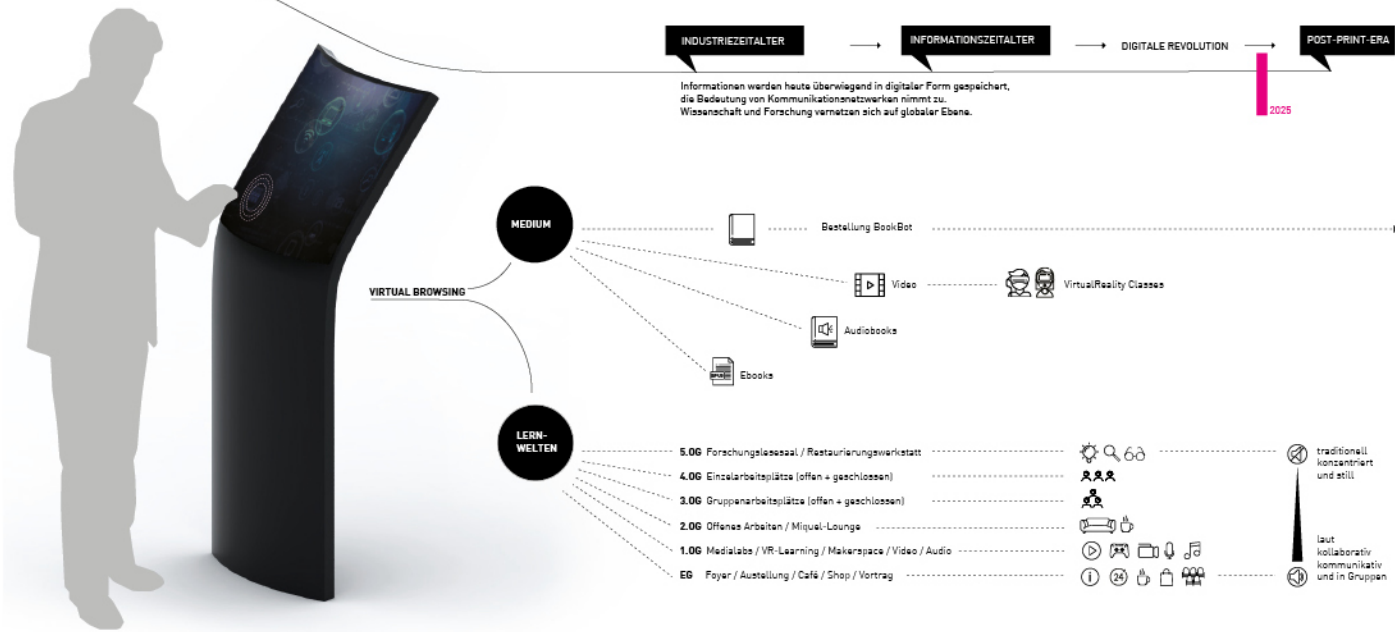 INDUSTRIEZEITALTER
INFORMATIONSZEITALTER
DIGITALE REVOLUTION
POST-PRINT-ERA
Informationen werden heute überwiegend in digitaler Form gespeichert,
die Bedeutung von Kommunikationsnetzwerken nimmt zu.
Wissenschaft und Forschung vernetzen sich auf globaler Ebene.
2025
VIRTUAL BROWSING
MEDIUM
Bestellung BookBot
Video
VirtualReality Classes
Audiobooks
Ebooks
LERN-
WELTEN
5.OG Forschungslesesaal / Restaurierungswerkstatt
4.OG Einzelarbeitsplätze (offen + geschlossen)
3.OG Gruppenarbeitsplätze (offen + geschlossen)
2.OG Offenes Arbeiten / Miquel-Lounge
1.OG Medialabs / VR-Learning / Makerspace / Video / Audio
EG Foyer / Austellung / Café / Shop / Vortrag
24
traditionell
konzentriert
und still
laut
kollaborativ
kommunikativ
und in Gruppen